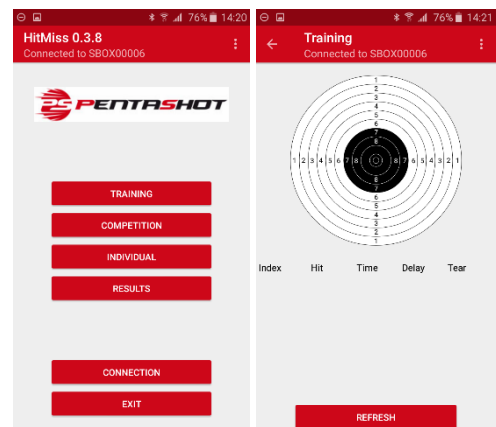 76% 14:20
HitMiss 0.3.8
Connected to SBOX00006
PS PENTASHOT
TRAINING
COMPETITION
INDIVIDUAL
RESULTS
CONNECTION
EXIT
76% 14:21
Training
Connected to SBOX00006
1
2
3
4
5
6
7
8
1 2 3 4 5 6 7 8 8 7 6 5 4 3 2 1
8
7
6
5
4
3
2
1
Index Hit Time Delay Tear
REFRESH